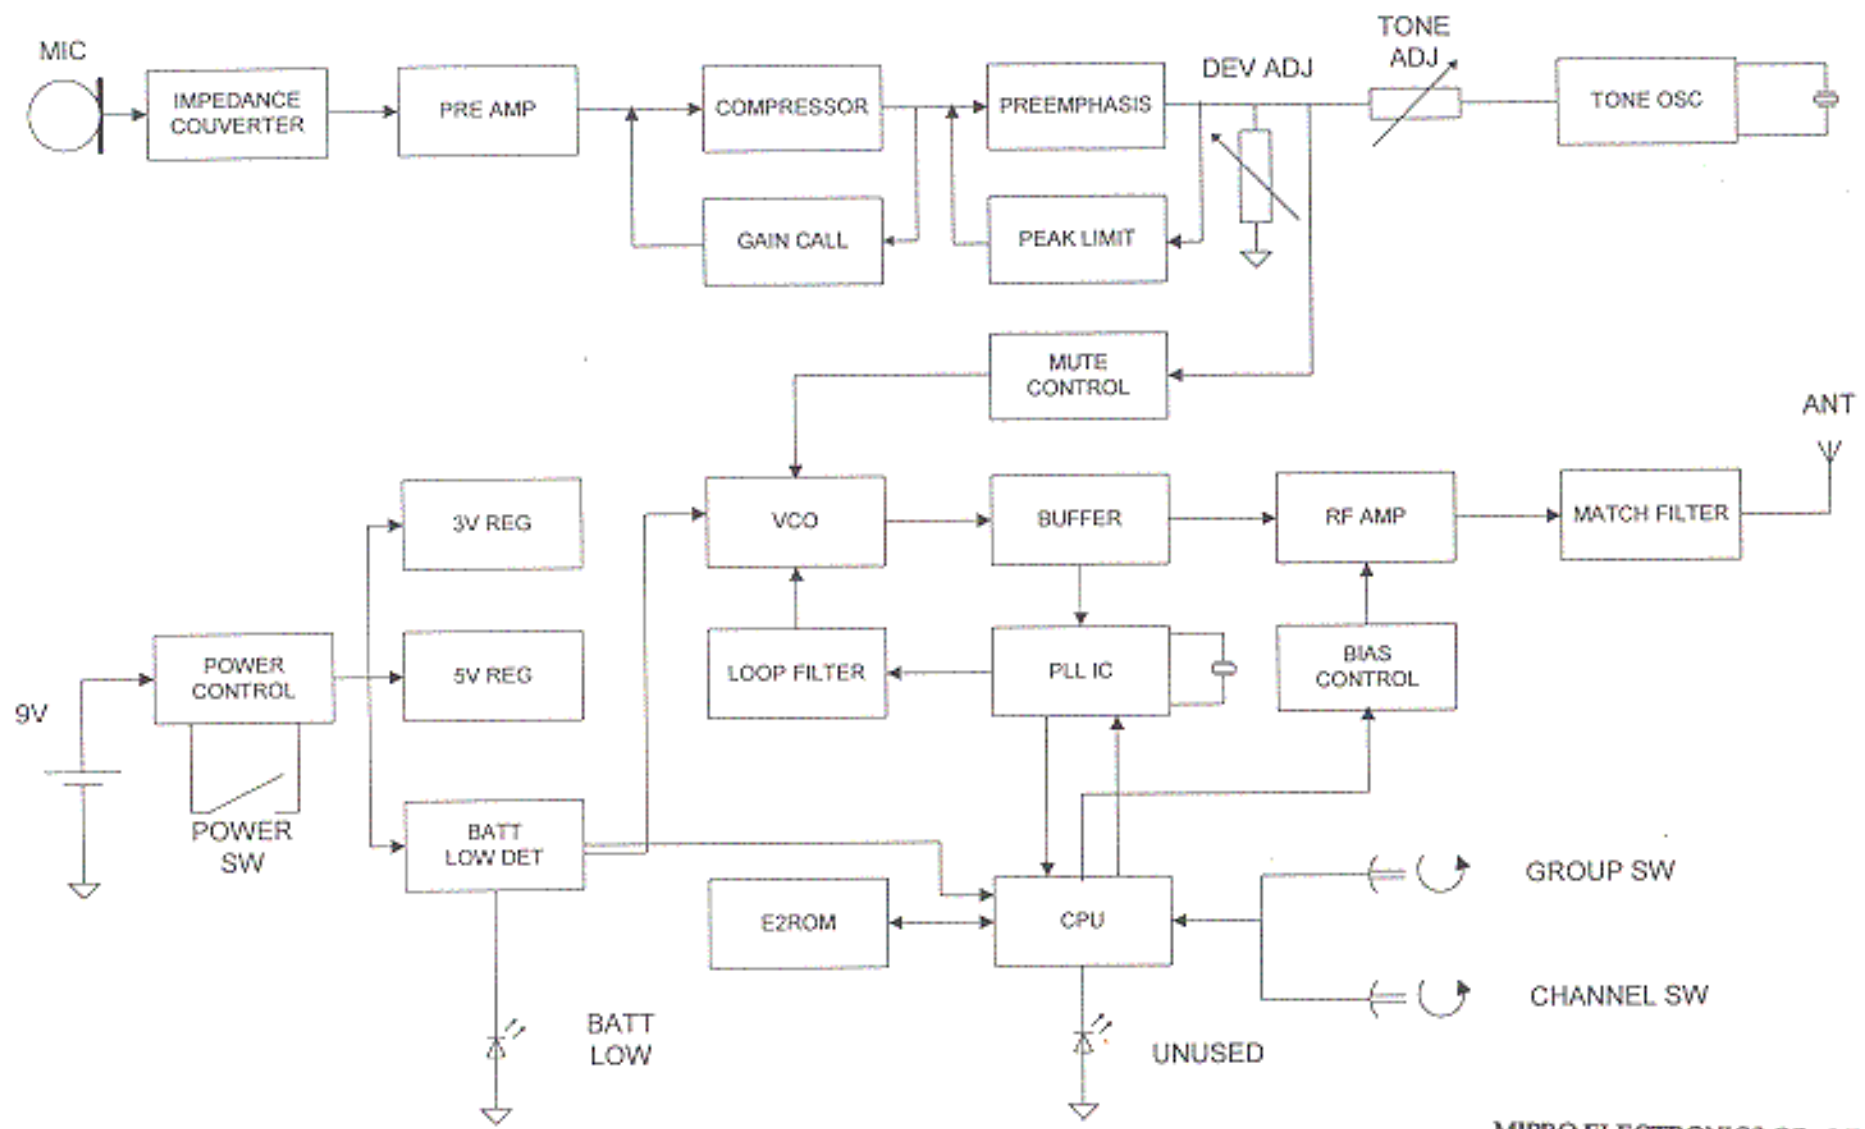 MIC
IMPEDANCE
COUVERTER
PRE AMP
COMPRESSOR
PREEMPHASIS
DEV ADJ
TONE
ADJ
TONE OSC
GAIN CALL
PEAK LIMIT
MUTE
CONTROL
ANT
3V REG
VCO
BUFFER
RF AMP
MATCH FILTER
9V
POWER
CONTROL
5V REG
LOOP FILTER
PLL IC
BIAS
CONTROL
POWER
SW
BATT
LOW DET
E2ROM
CPU
GROUP SW
CHANNEL SW
BATT
LOW
UNUSED
MIPRO ELECTRONICS